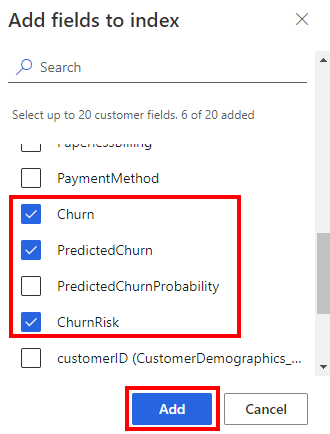 Add fields to index
Search
Select up to 20 customer fields. 6 of 20 added
PaperlessBilling
PaymentMethod
Churn
PredictedChurn
PredictedChurnProbability
ChurnRisk
customerID (CustomerDemographics_...
Add
Cancel